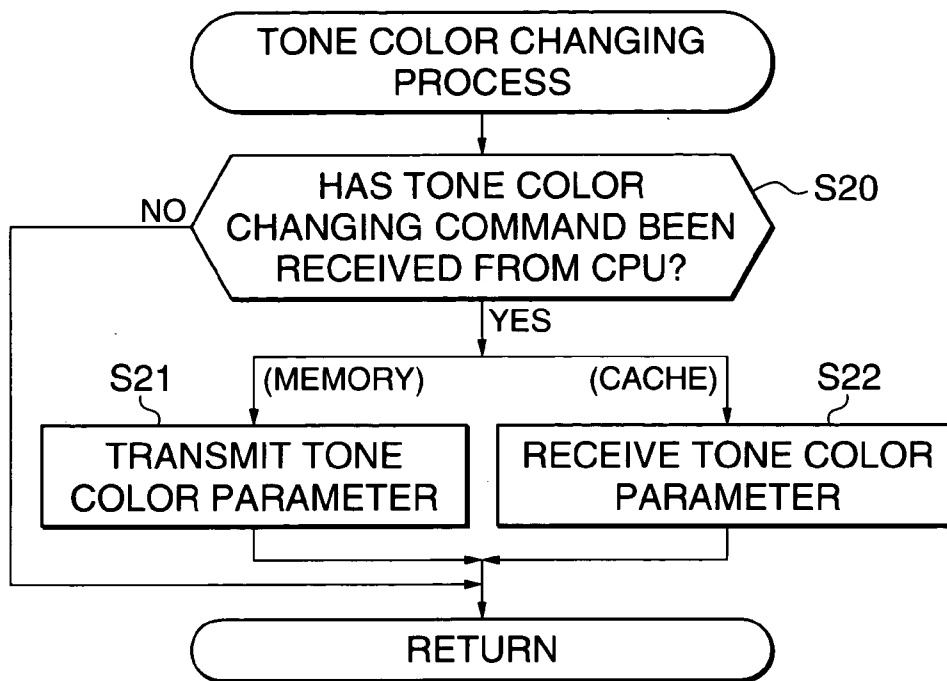 TONE COLOR CHANGING
PROCESS
HAS TONE COLOR
CHANGING COMMAND BEEN
RECEIVED FROM CPU?
S20
NO
YES
S21
(MEMORY)
(CACHE)
S22
TRANSMIT TONE
COLOR PARAMETER
RECEIVE TONE COLOR
PARAMETER
RETURN